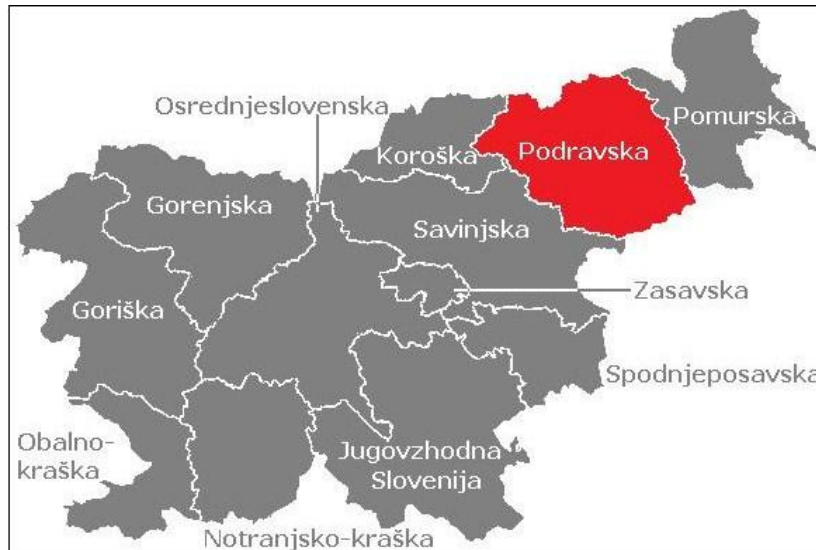 Osrednjeslovenska
Pomurska
Koroška
Podravska
Gorenjska
Savinjska
Goriška
Zasavska
Spodnjeposavska
Obalno-
kraška
Jugovzhodna
Slovenija
Notranjsko-kraška